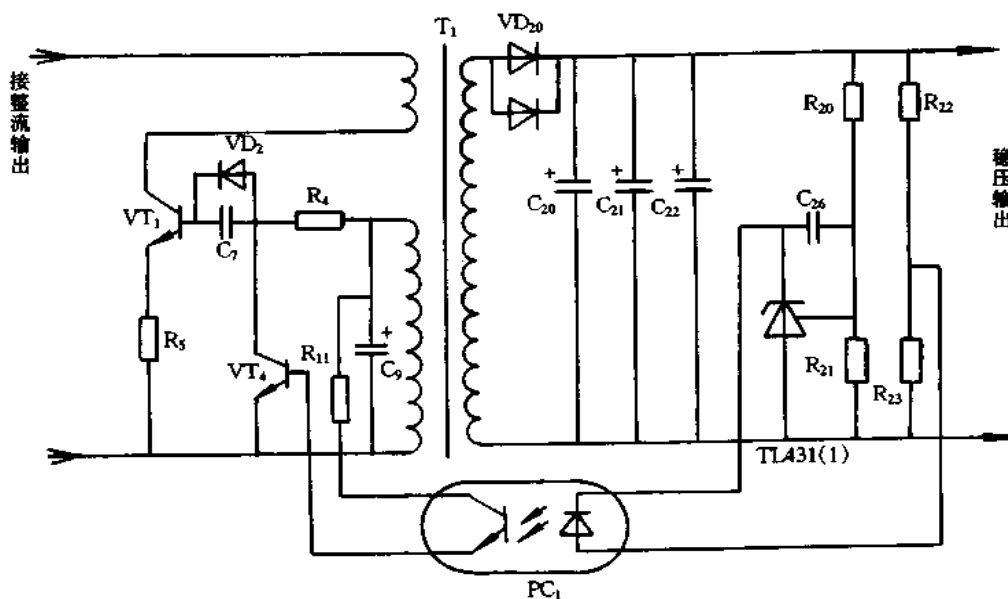 T₁
VD₂₀
接整流输出
VD₂
R₂₀
R₂₂
稳压输出
R₄
C₂₀
C₂₁
C₂₂
C₂₆
VT₁
C₇
R₅
VT₄
R₁₁
C₉
R₂₁
R₂₃
TL431(1)
PC₁